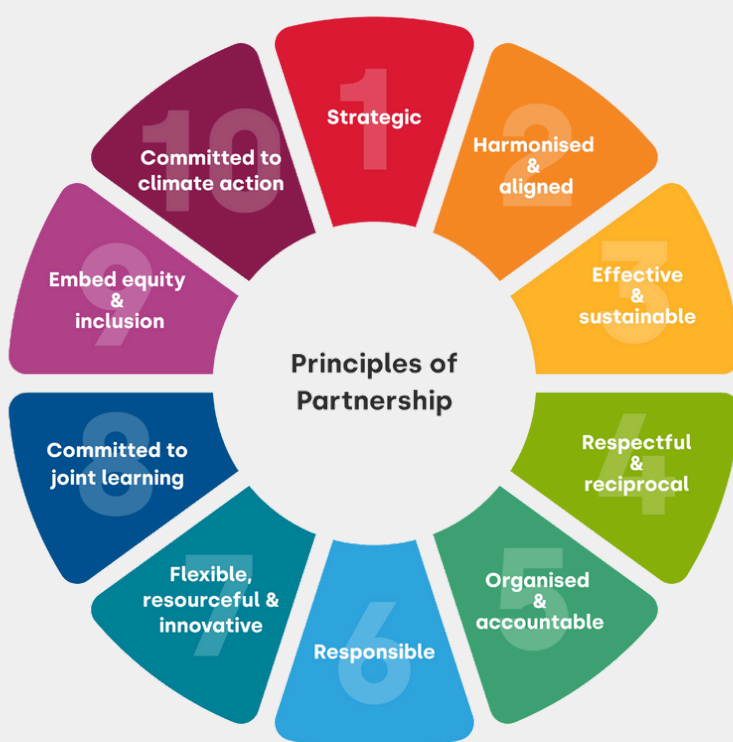 1
Strategic
2
Harmonised
&
aligned
3
Effective
&
sustainable
4
Respectful
&
reciprocal
5
Organised
&
accountable
6
Responsible
7
Flexible,
resourceful &
innovative
8
Committed to
joint learning
9
Embed equity
&
inclusion
10
Committed to
climate action
Principles of
Partnership